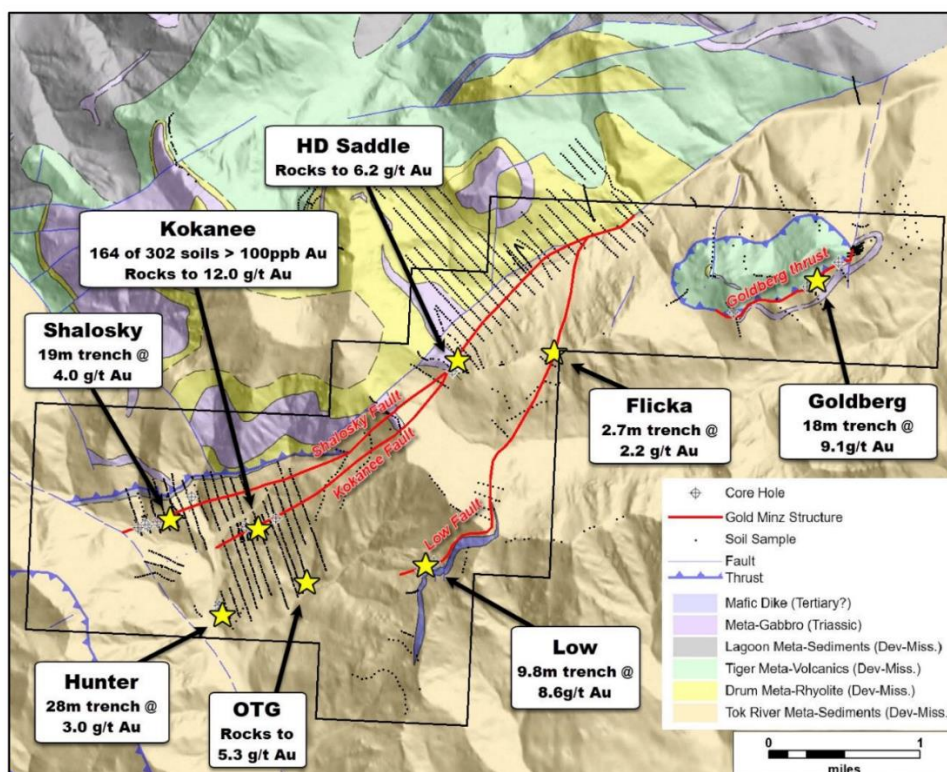 HD Saddle
Rocks to 6.2 g/t Au
Kokanee
164 of 302 soils > 100ppb Au
Rocks to 12.0 g/t Au
Shalosky
19m trench @
4.0 g/t Au
Goldberg thrust
Flicka
2.7m trench @
2.2 g/t Au
Goldberg
18m trench @
9.1g/t Au
Shalosky Fault
Kokanee Fault
Low Fault
Hunter
28m trench @
3.0 g/t Au
OTG
Rocks to
5.3 g/t Au
Low
9.8m trench @
8.6g/t Au
Core Hole
Gold Minz Structure
Soil Sample
Fault
Thrust
Mafic Dike (Tertiary?)
Meta-Gabbro (Triassic)
Lagoon Meta-Sediments (Dev-Miss.)
Tiger Meta-Volcanics (Dev-Miss.)
Drum Meta-Rhyolite (Dev-Miss.)
Tok River Meta-Sediments (Dev-Miss.)
0 1
miles